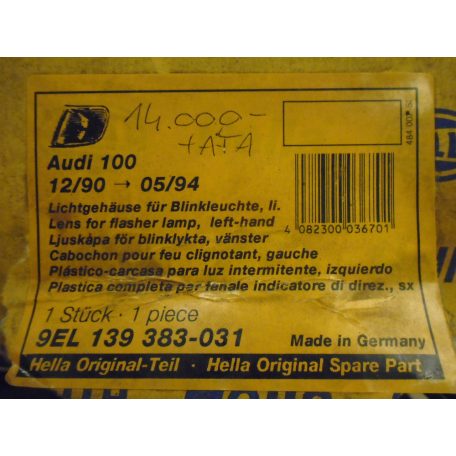 14.000-
+ AFA
Audi 100
12/90 → 05/94
Lichtgehäuse für Blinkleuchte, li.
Lens for flasher lamp, left-hand
Ljuskåpa för blinklykta, vänster
Cabochon pour feu clignotant, gauche
Plástico-carcasa para luz intermitente, izquierdo
Plastica completa per fanale indicatore di direz., sx
4 082300 036701
1 Stück · 1 piece
9EL 139 383-031
Made in Germany
Hella Original-Teil · Hella Original Spare Part